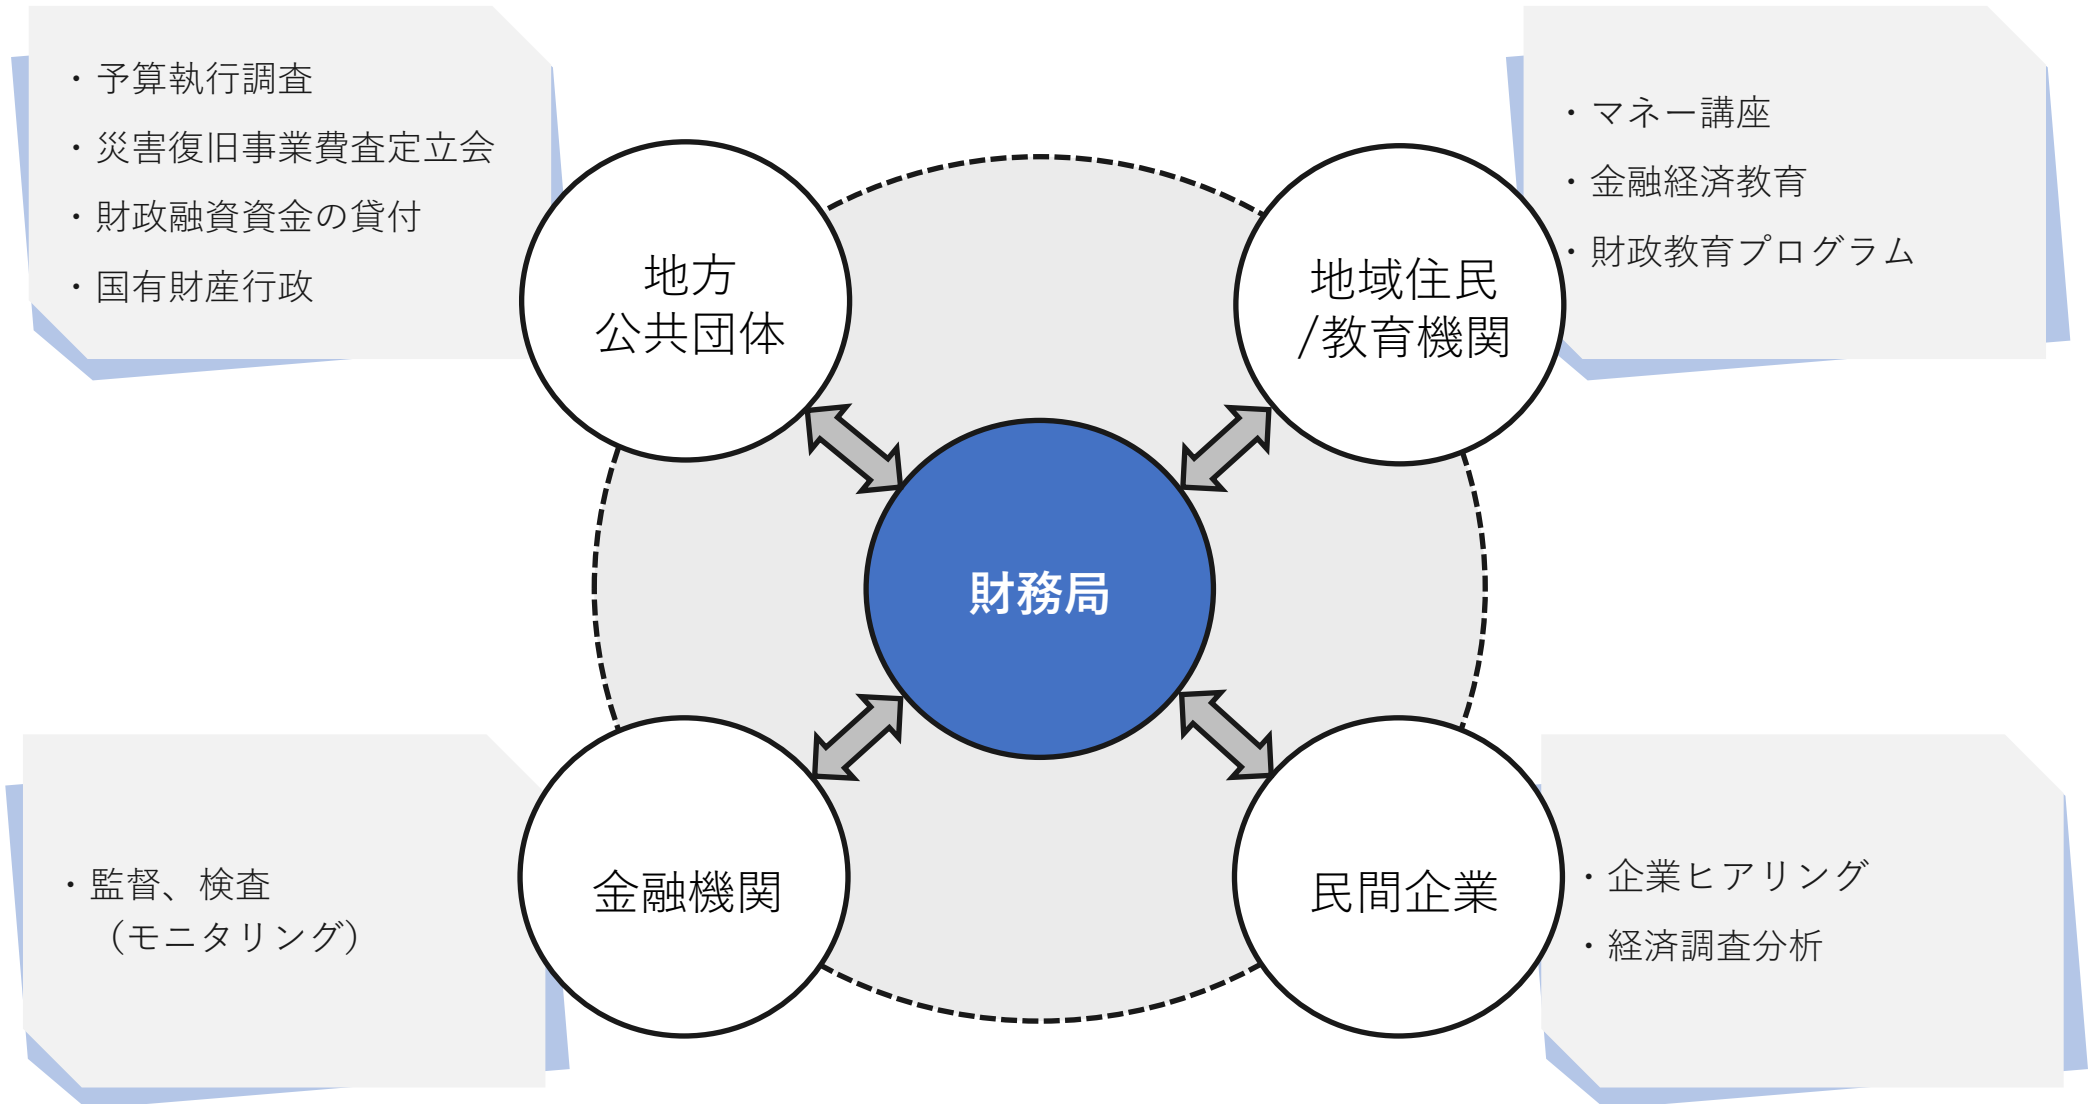 ・予算執行調査
・災害復旧事業費査定立会
・財政融資資金の貸付
・国有財産行政
地方
公共団体
・マネー講座
・金融経済教育
・財政教育プログラム
地域住民
/教育機関
財務局
・監督、検査
（モニタリング）
金融機関
民間企業
・企業ヒアリング
・経済調査分析